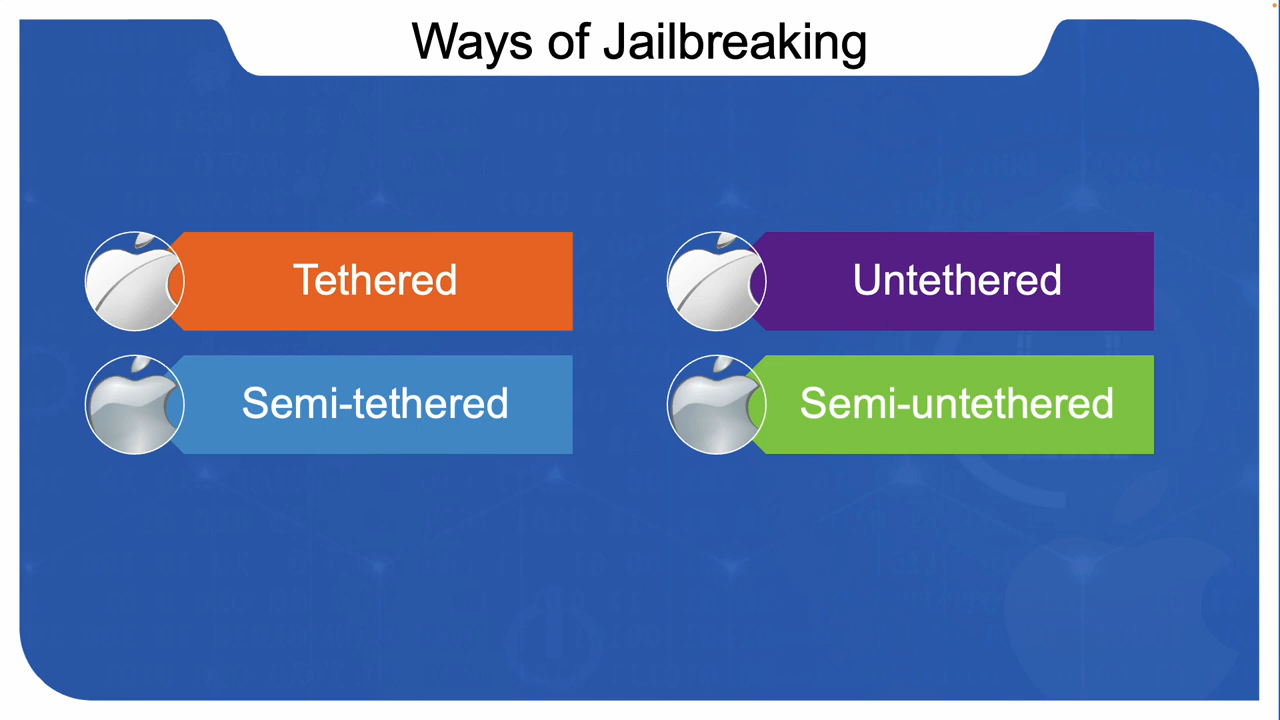 Ways of Jailbreaking
Tethered
Untethered
Semi-tethered
Semi-untethered